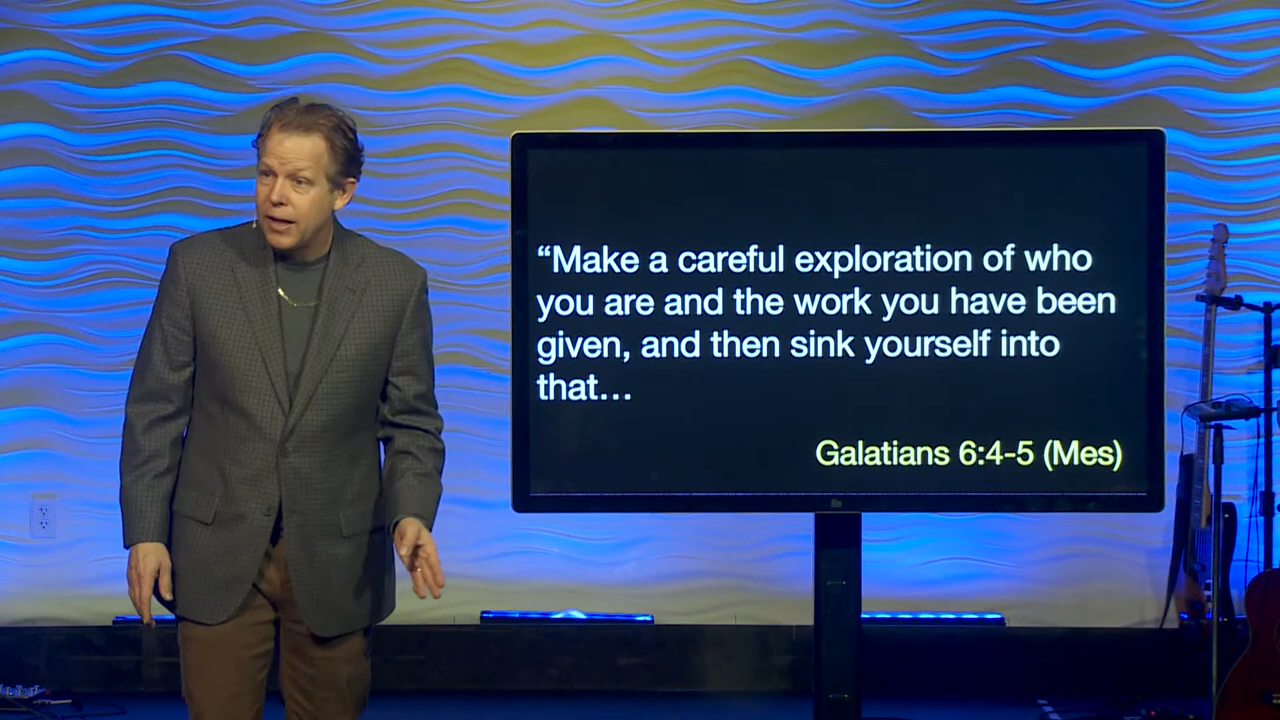 “Make a careful exploration of who
you are and the work you have been
given, and then sink yourself into
that…
Galatians 6:4-5 (Mes)